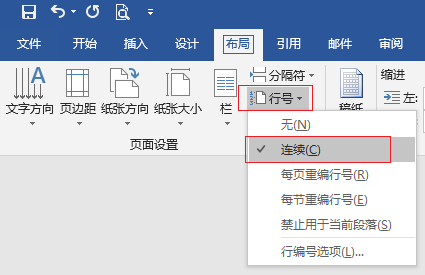 文件 开始 插入 设计 布局 引用 邮件 审阅
文字方向 页边距 纸张方向 纸张大小 栏 分隔符 行号 稿纸 缩进 左:
页面设置
无(N)
连续(C)
每页重编行号(R)
每节重编行号(E)
禁止用于当前段落(S)
行编号选项(L)...